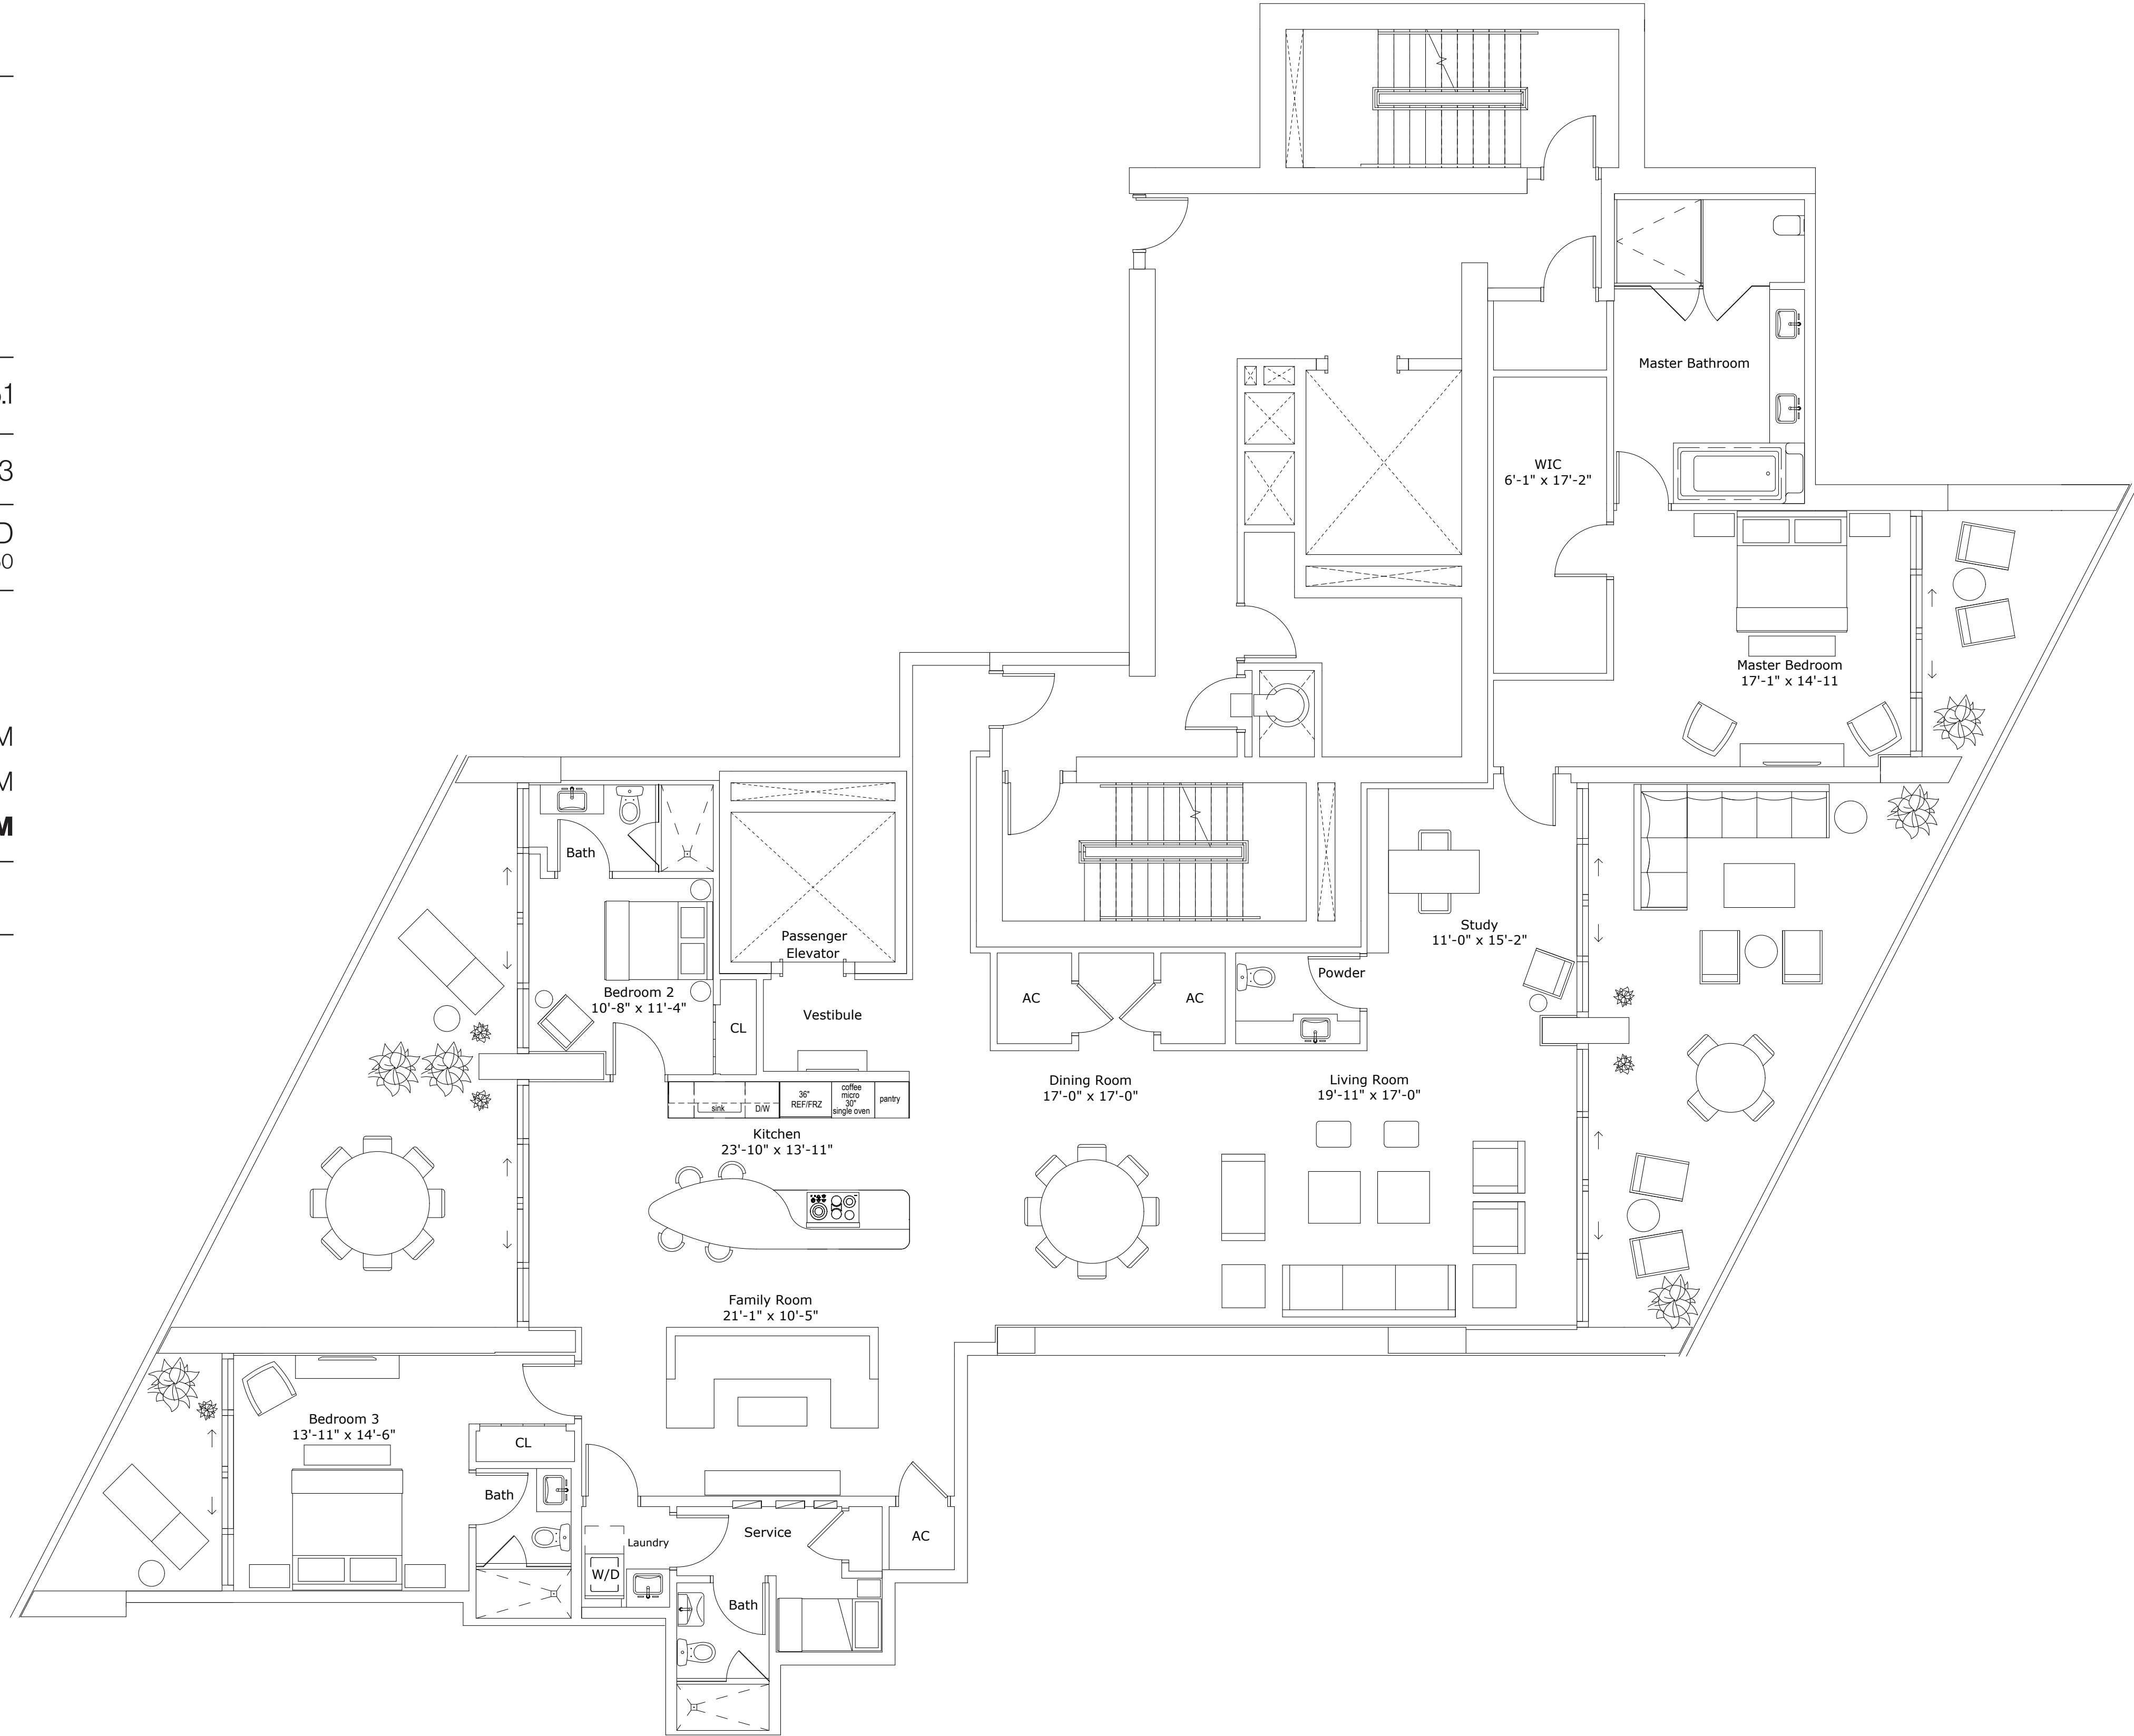 .1
3
D
0
M
M
M
Master Bathroom
WIC
6'-1" x 17'-2"
Master Bedroom
17'-1" x 14'-11
Bath
Passenger
Elevator
Study
11'-0" x 15'-2"
Bedroom 2
10'-8" x 11'-4"
CL
Vestibule
AC
AC
Powder
Dining Room
17'-0" x 17'-0"
Living Room
19'-11" x 17'-0"
sink
D/W
36"
REF/FRZ
coffee
micro
30"
single oven
pantry
Kitchen
23'-10" x 13'-11"
Family Room
21'-1" x 10'-5"
Bedroom 3
13'-11" x 14'-6"
CL
Bath
Laundry
W/D
Service
AC
Bath